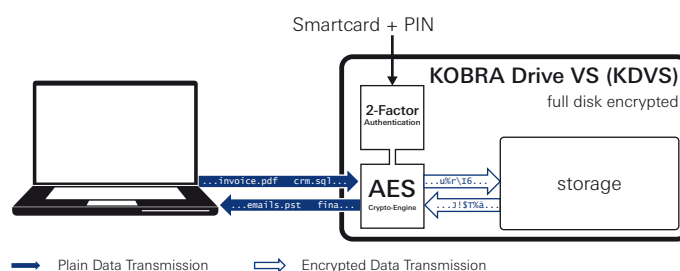 Smartcard + PIN
KOBRA Drive VS (KDVS)
full disk encrypted
2-Factor
Authentication
...invoice.pdf crm.sql...
...emails.pst fina...
AES
Crypto-Engine
...u%r\I6...
...J!$T%ä...
storage
Plain Data Transmission
Encrypted Data Transmission